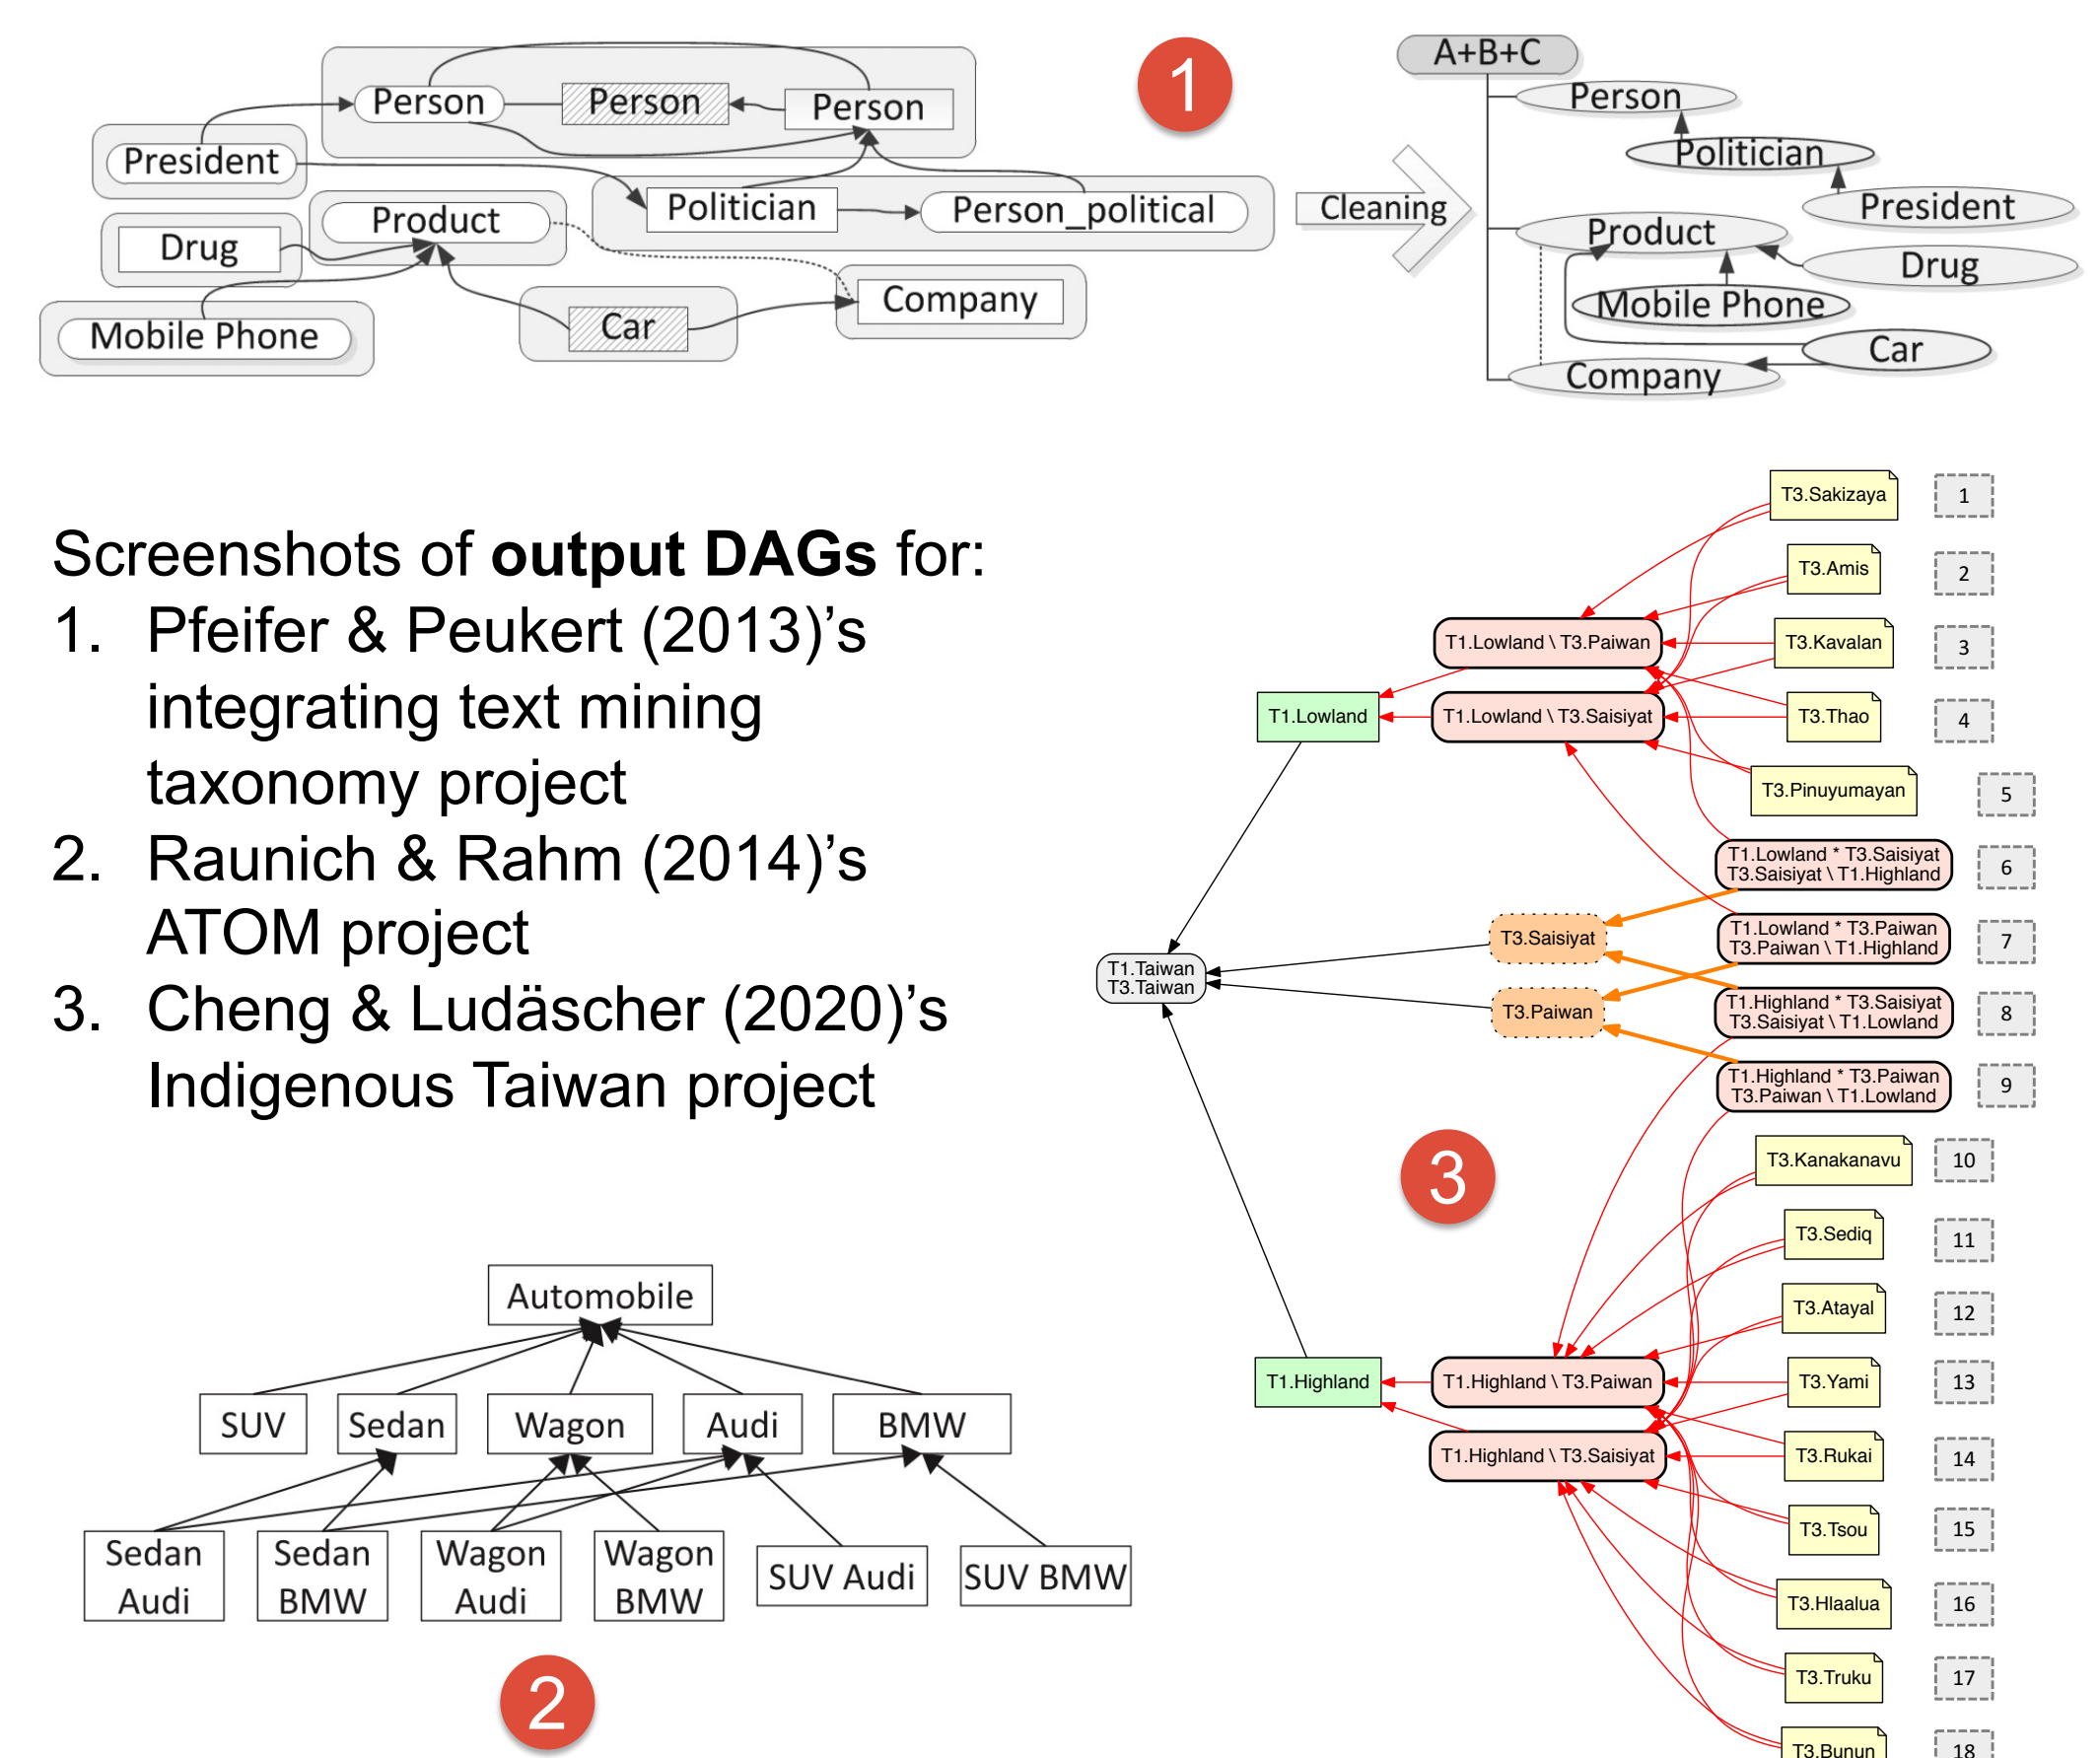 Person
Person
Person
President
Product
Politician
Person_political
Drug
Mobile Phone
Car
Company
1
Cleaning
A+B+C
Person
Politician
President
Product
Drug
Mobile Phone
Car
Company
Screenshots of output DAGs for:
1. Pfeifer & Peukert (2013)’s
integrating text mining
taxonomy project
2. Raunich & Rahm (2014)’s
ATOM project
3. Cheng & Ludäscher (2020)’s
Indigenous Taiwan project
Automobile
SUV
Sedan
Wagon
Audi
BMW
Sedan
Audi
Sedan
BMW
Wagon
Audi
Wagon
BMW
SUV Audi
SUV BMW
2
T1.Taiwan
T3.Taiwan
T1.Lowland
T1.Highland
T1.Lowland \ T3.Paiwan
T1.Lowland \ T3.Saisiyat
T3.Saisiyat
T3.Paiwan
3
T1.Highland \ T3.Paiwan
T1.Highland \ T3.Saisiyat
T3.Sakizaya
1
T3.Amis
2
T3.Kavalan
3
T3.Thao
4
T3.Pinuyumayan
5
T1.Lowland * T3.Saisiyat
T3.Saisiyat \ T1.Highland
6
T1.Lowland * T3.Paiwan
T3.Paiwan \ T1.Highland
7
T1.Highland * T3.Saisiyat
T3.Saisiyat \ T1.Lowland
8
T1.Highland * T3.Paiwan
T3.Paiwan \ T1.Lowland
9
T3.Kanakanavu
10
T3.Sediq
11
T3.Atayal
12
T3.Yami
13
T3.Rukai
14
T3.Tsou
15
T3.Hlaalua
16
T3.Truku
17
T3.Bunun
18